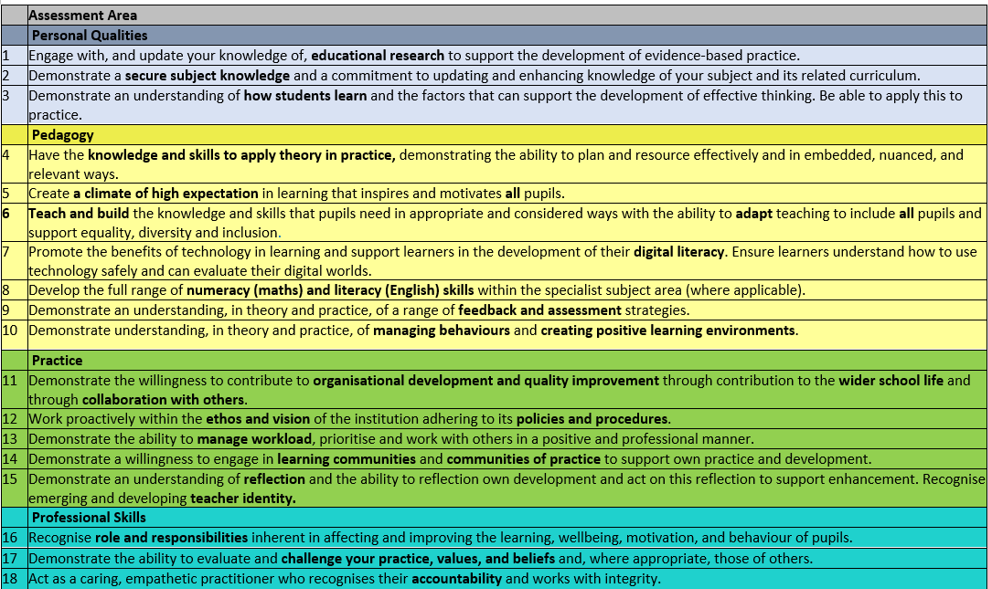 Assessment Area
Personal Qualities
1 Engage with, and update your knowledge of, educational research to support the development of evidence-based practice.
2 Demonstrate a secure subject knowledge and a commitment to updating and enhancing knowledge of your subject and its related curriculum.
3 Demonstrate an understanding of how students learn and the factors that can support the development of effective thinking. Be able to apply this to
practice.
Pedagogy
4 Have the knowledge and skills to apply theory in practice, demonstrating the ability to plan and resource effectively and in embedded, nuanced, and
relevant ways.
5 Create a climate of high expectation in learning that inspires and motivates all pupils.
6 Teach and build the knowledge and skills that pupils need in appropriate and considered ways with the ability to adapt teaching to include all pupils and
support equality, diversity and inclusion.
7 Promote the benefits of technology in learning and support learners in the development of their digital literacy. Ensure learners understand how to use
technology safely and can evaluate their digital worlds.
8 Develop the full range of numeracy (maths) and literacy (English) skills within the specialist subject area (where applicable).
9 Demonstrate an understanding, in theory and practice, of a range of feedback and assessment strategies.
10 Demonstrate understanding, in theory and practice, of managing behaviours and creating positive learning environments.
Practice
11 Demonstrate the willingness to contribute to organisational development and quality improvement through contribution to the wider school life and
through collaboration with others.
12 Work proactively within the ethos and vision of the institution adhering to its policies and procedures.
13 Demonstrate the ability to manage workload, prioritise and work with others in a positive and professional manner.
14 Demonstrate a willingness to engage in learning communities and communities of practice to support own practice and development.
15 Demonstrate an understanding of reflection and the ability to reflection own development and act on this reflection to support enhancement. Recognise
emerging and developing teacher identity.
Professional Skills
16 Recognise role and responsibilities inherent in affecting and improving the learning, wellbeing, motivation, and behaviour of pupils.
17 Demonstrate the ability to evaluate and challenge your practice, values, and beliefs and, where appropriate, those of others.
18 Act as a caring, empathetic practitioner who recognises their accountability and works with integrity.